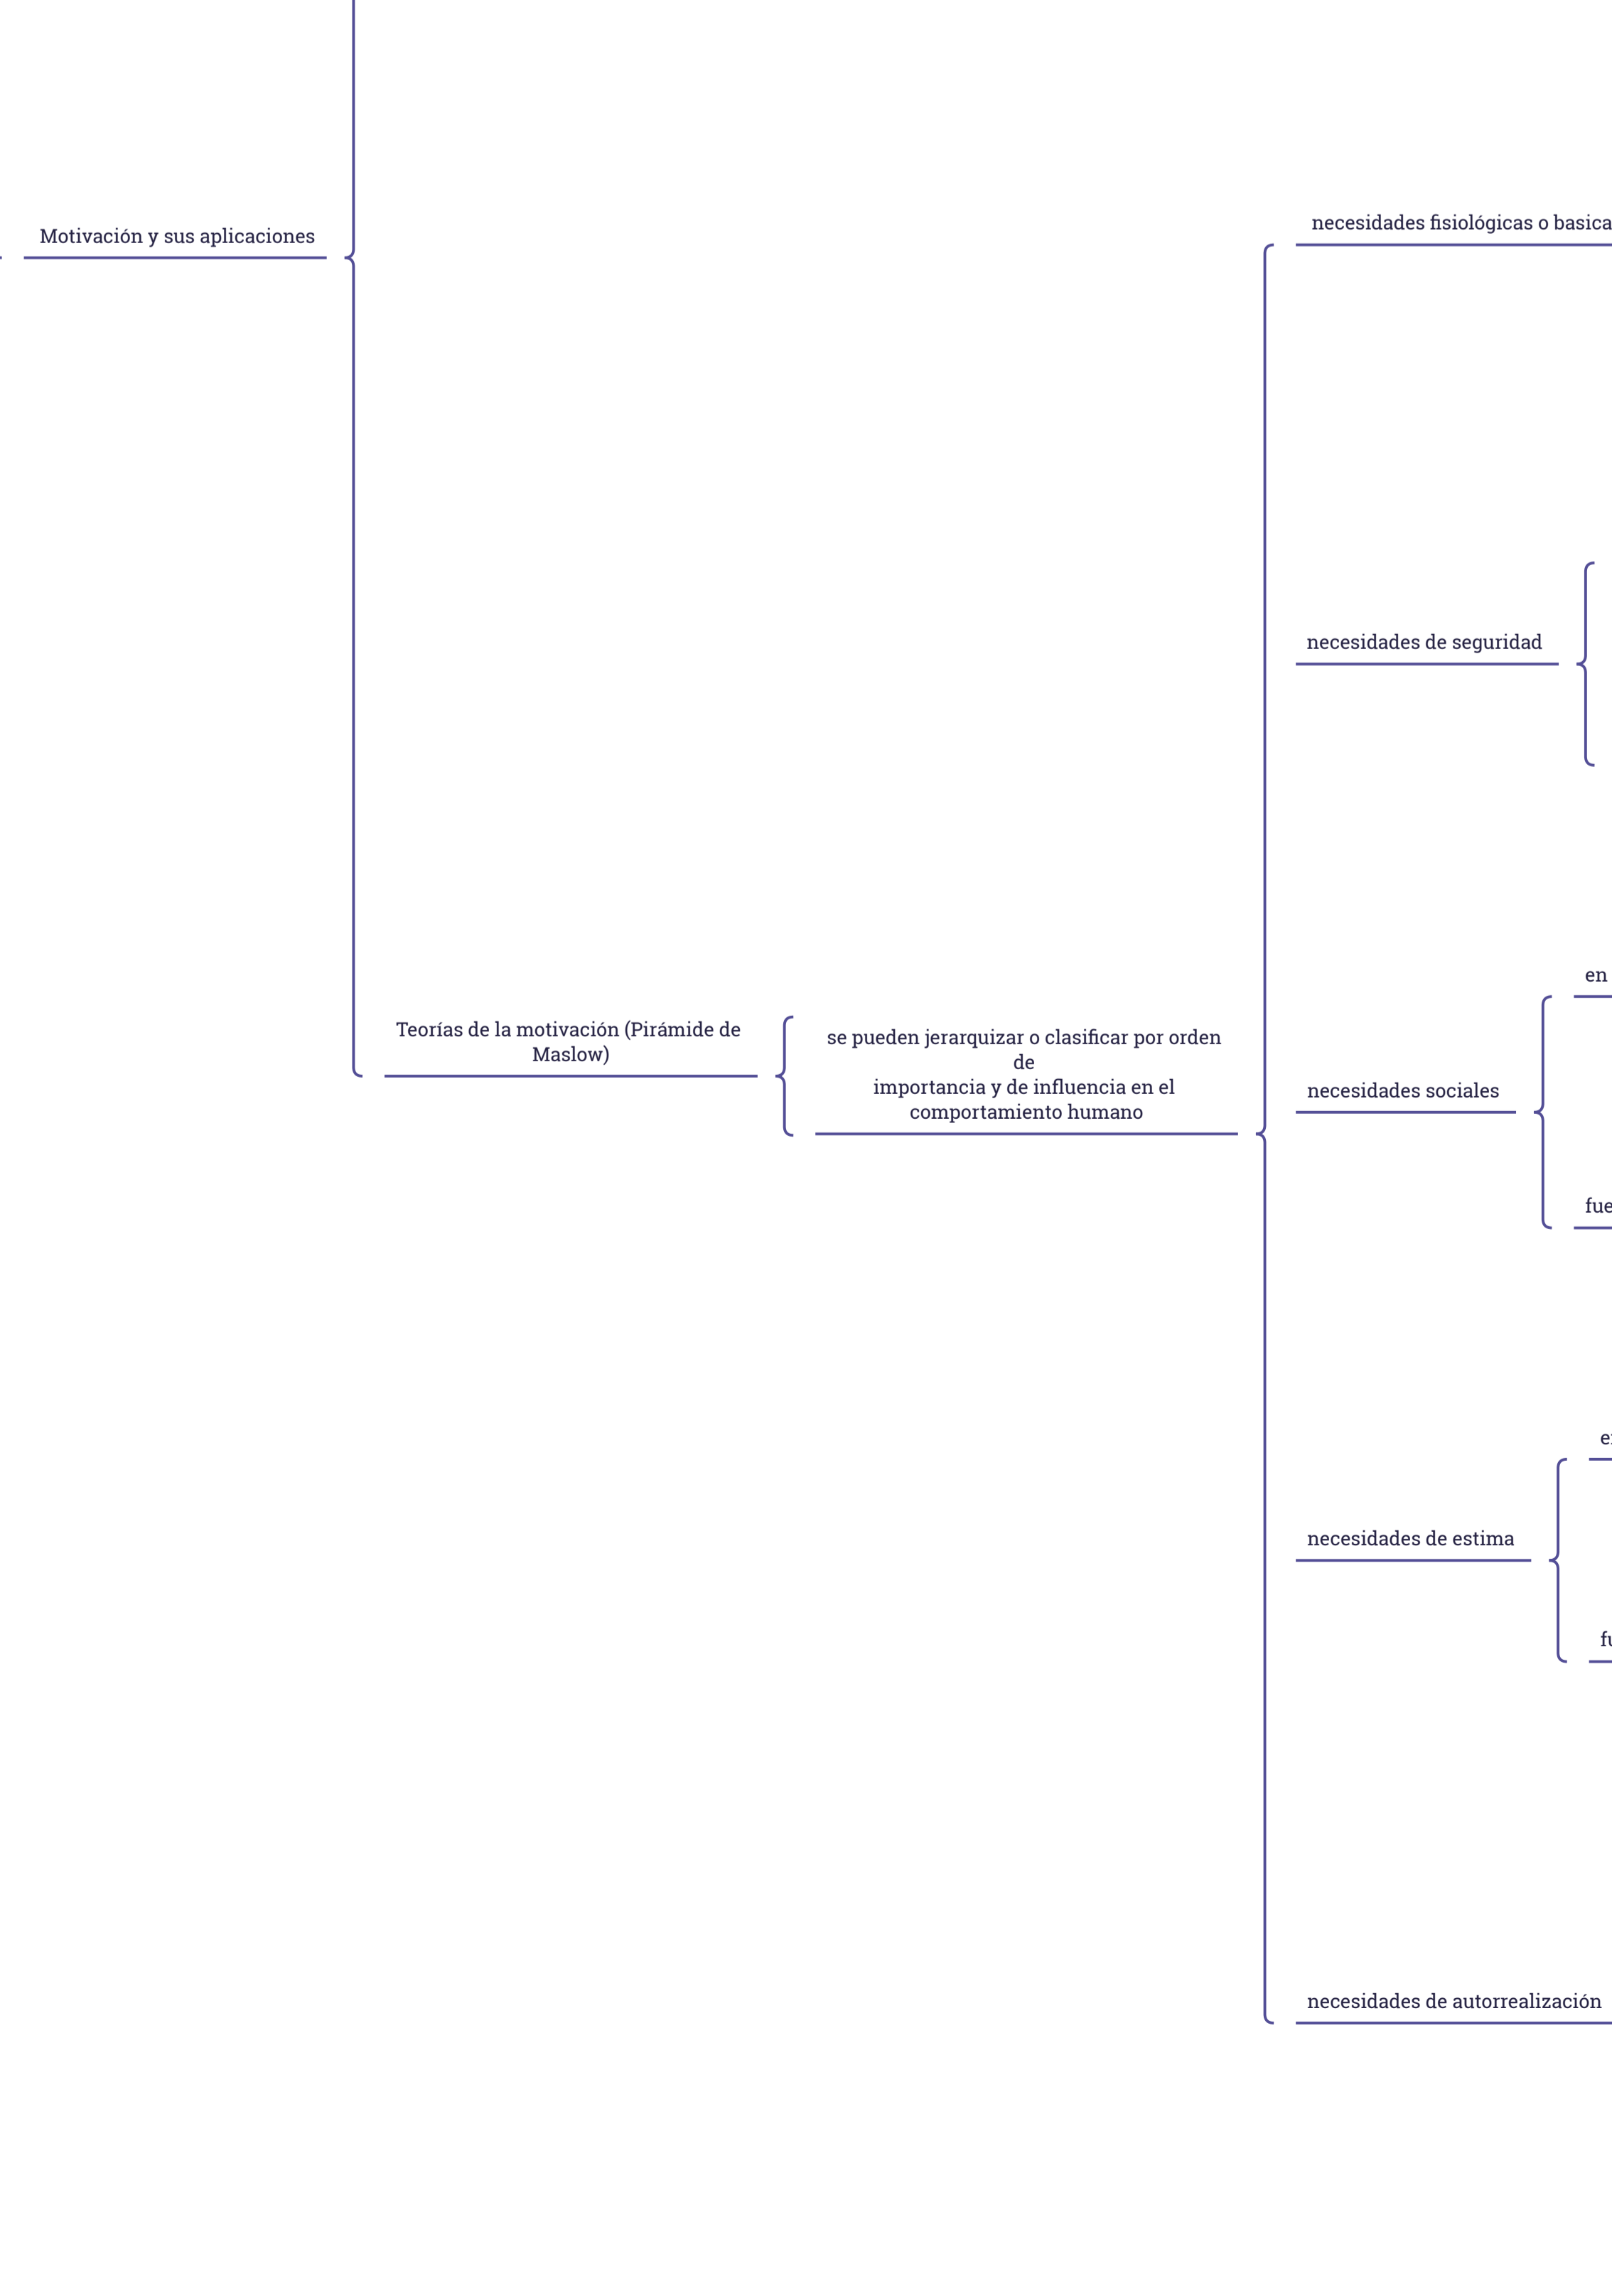 Motivación y sus aplicaciones
necesidades fisiológicas o basica
necesidades de seguridad
en
Teorías de la motivación (Pirámide de
Maslow)
se pueden jerarquizar o clasificar por orden
de
importancia y de influencia en el
comportamiento humano
necesidades sociales
fue
necesidades de estima
fu
necesidades de autorrealización